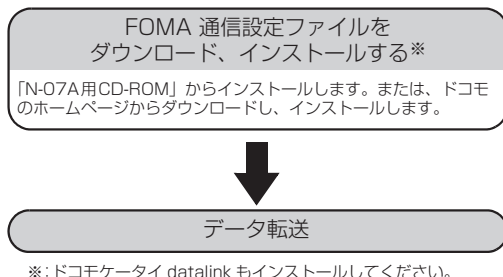 FOMA 通信設定ファイルを
ダウンロード、インストールする※
「N-07A用CD-ROM」からインストールします。または、ドコモ
のホームページからダウンロードし、インストールします。
データ転送
※：ドコモケータイ datalink もインストールしてください。